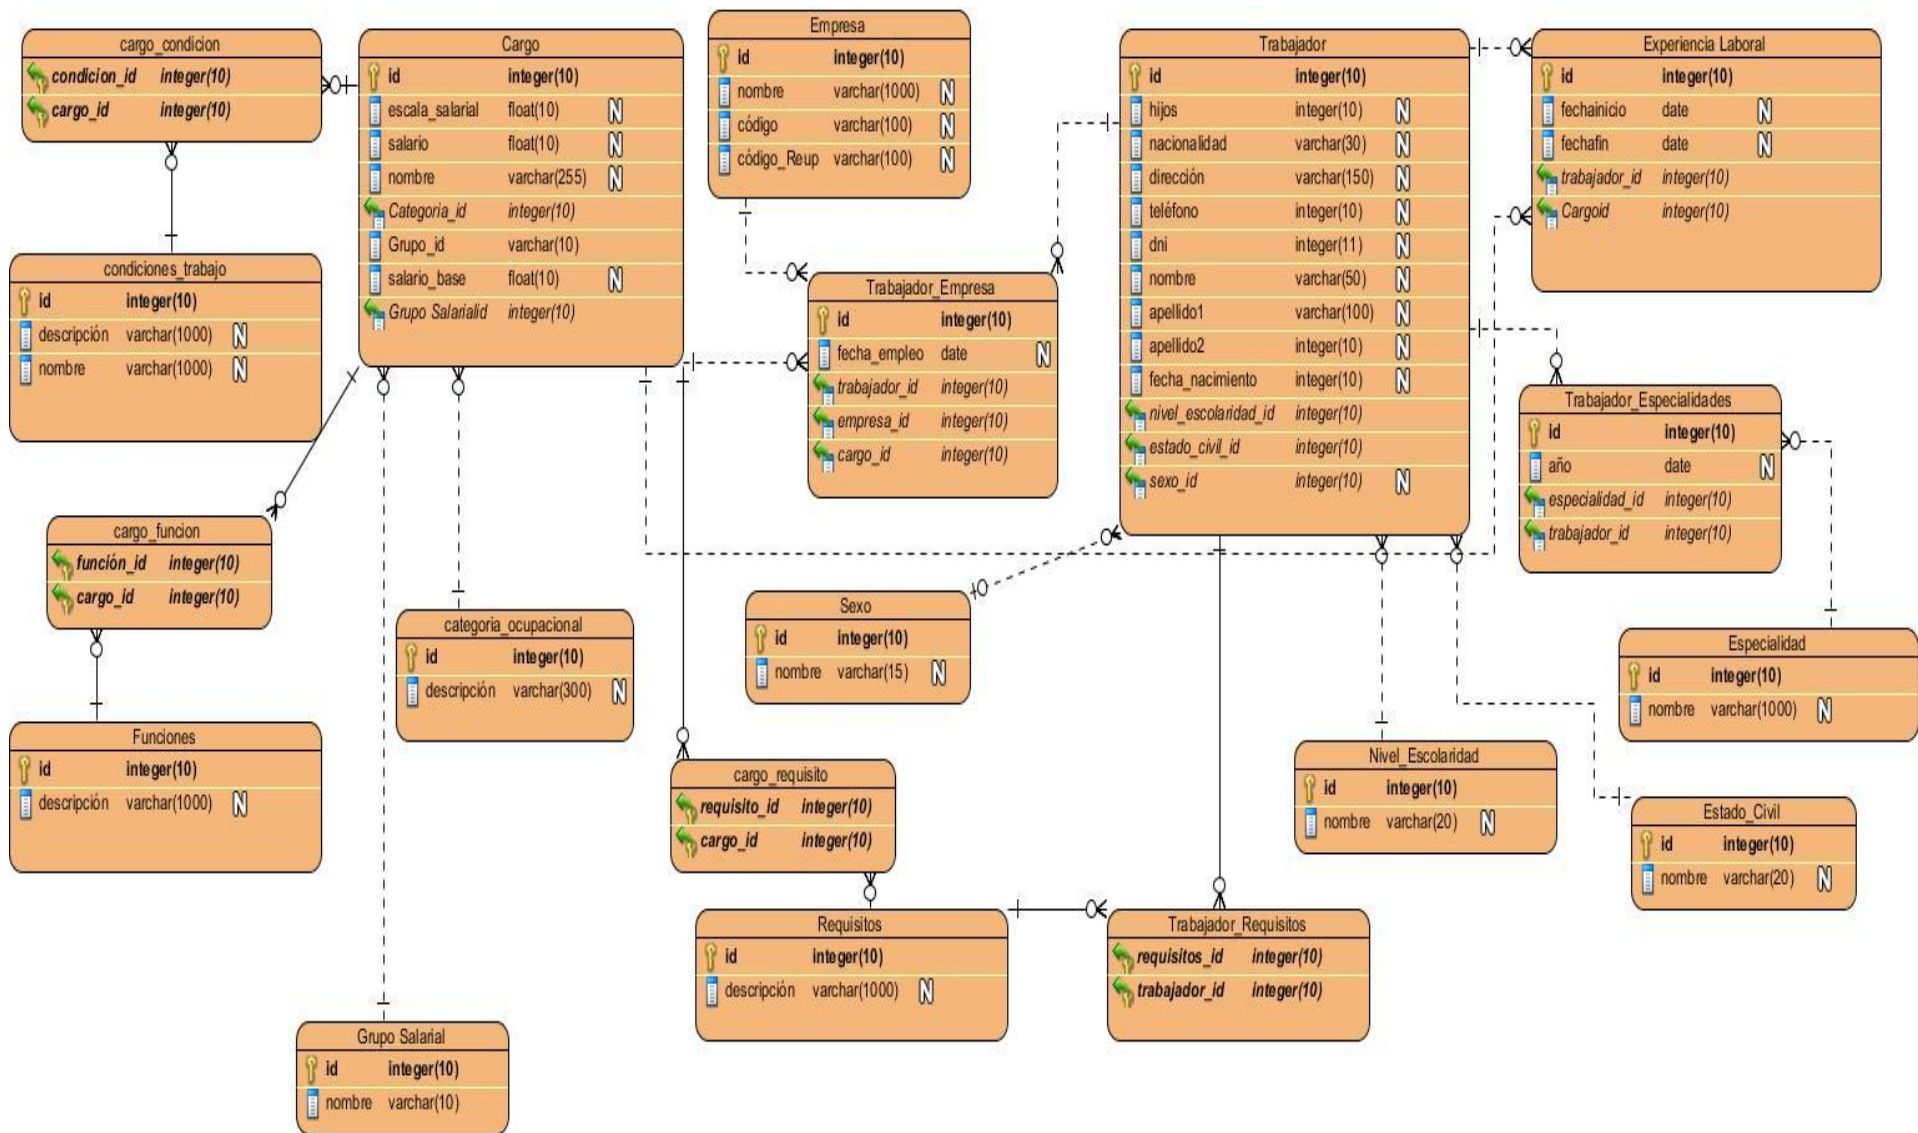 cargo_condicion
condicion_id integer(10)
cargo_id integer(10)
Cargo
id integer(10)
escala_salarial float(10) N
salario float(10) N
nombre varchar(255) N
Categoria_id integer(10)
Grupo_id varchar(10)
salario_base float(10) N
Grupo Salarialid integer(10)
Empresa
id integer(10)
nombre varchar(1000) N
código varchar(100) N
código_Reup varchar(100) N
Trabajador
id integer(10)
hijos integer(10) N
nacionalidad varchar(30) N
dirección varchar(150) N
teléfono integer(10) N
dni integer(11) N
nombre varchar(50) N
apellido1 varchar(100) N
apellido2 integer(10) N
fecha_nacimiento integer(10) N
nivel_escolaridad_id integer(10)
estado_civil_id integer(10)
sexo_id integer(10) N
Experiencia Laboral
id integer(10)
fechainicio date N
fechafin date N
trabajador_id integer(10)
Cargoid integer(10)
condiciones_trabajo
id integer(10)
descripción varchar(1000) N
nombre varchar(1000) N
Trabajador_Empresa
id integer(10)
fecha_empleo date N
trabajador_id integer(10)
empresa_id integer(10)
cargo_id integer(10)
Trabajador_Especialidades
id integer(10)
año date N
especialidad_id integer(10)
trabajador_id integer(10)
cargo_funcion
función_id integer(10)
cargo_id integer(10)
categoria_ocupacional
id integer(10)
descripción varchar(300) N
Sexo
id integer(10)
nombre varchar(15) N
Especialidad
id integer(10)
nombre varchar(1000) N
Funciones
id integer(10)
descripción varchar(1000) N
cargo_requisito
requisito_id integer(10)
cargo_id integer(10)
Nivel_Escolaridad
id integer(10)
nombre varchar(20) N
Estado_Civil
id integer(10)
nombre varchar(20) N
Requisitos
id integer(10)
descripción varchar(1000) N
Trabajador_Requisitos
requisitos_id integer(10)
trabajador_id integer(10)
Grupo Salarial
id integer(10)
nombre varchar(10)